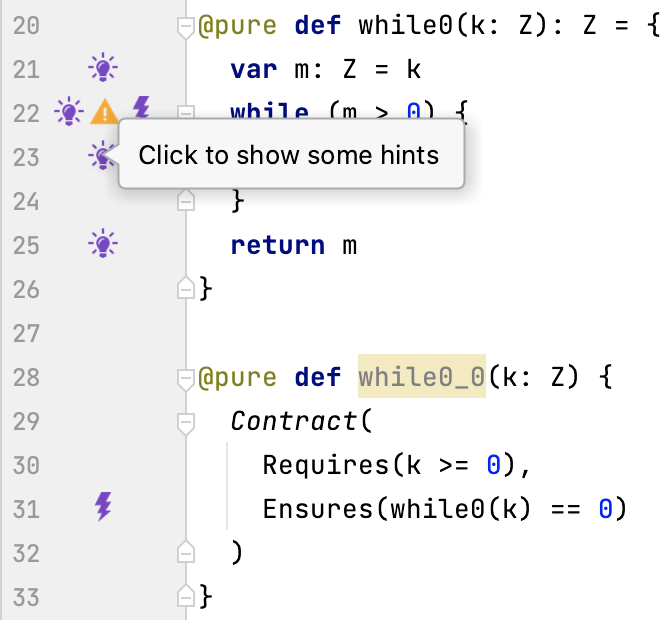 20 @pure def while0(k: Z): Z = {
21 var m: Z = k
22 while (m > 0) {
23 Click to show some hints
24 }
25 return m
26 }
27
28 @pure def while0_0(k: Z) {
29 Contract(
30 Requires(k >= 0),
31 Ensures(while0(k) == 0)
32 )
33 }